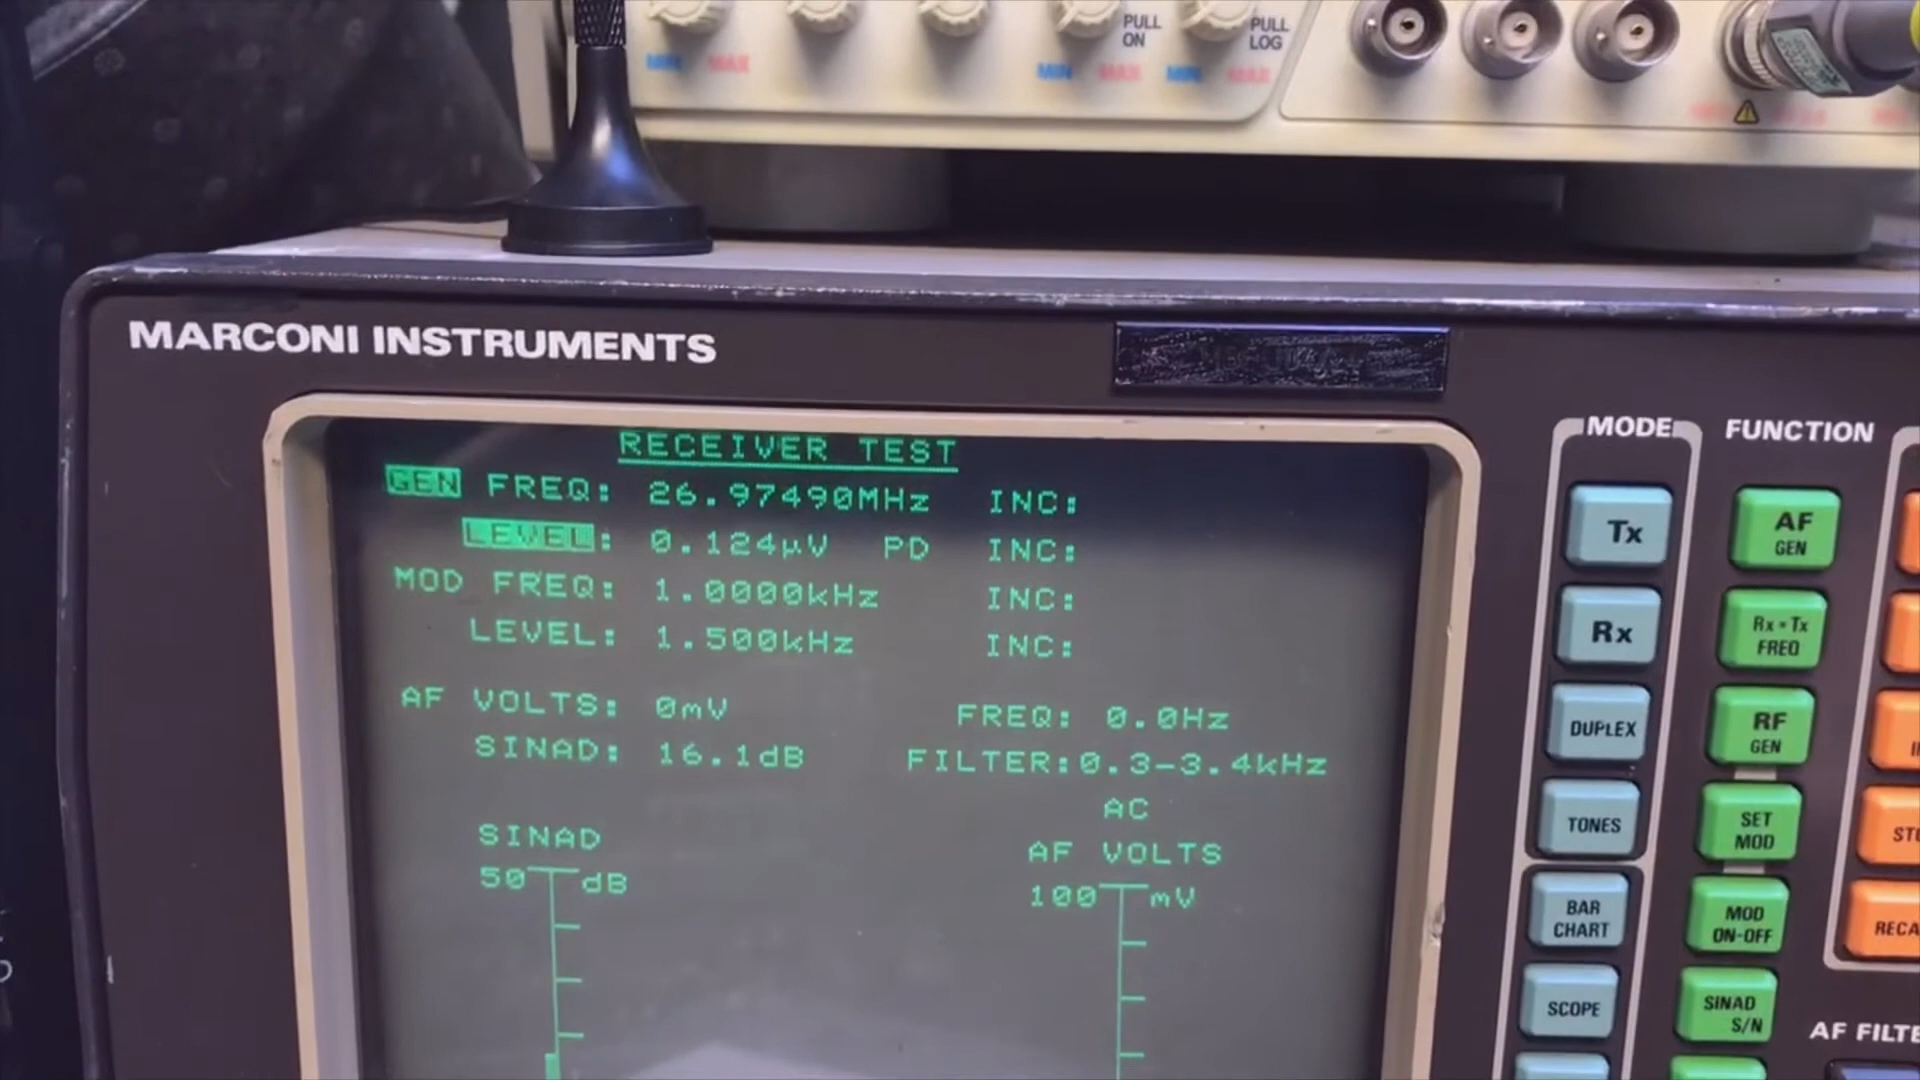 PULL
ON
PULL
LOG
MIN MAX
MIN MAX
MIN MAX
MARCONI INSTRUMENTS
RECEIVER TEST
GEN FREQ: 26.97490MHz INC:
LEVEL: 0.124µV PD INC:
MOD FREQ: 1.0000kHz INC:
LEVEL: 1.500kHz INC:
AF VOLTS: 0mV FREQ: 0.0Hz
SINAD: 16.1dB FILTER:0.3-3.4kHz
AC
SINAD AF VOLTS
50 dB 100 mV
MODE
FUNCTION
Tx
AF
GEN
Rx
Rx=Tx
FREQ
DUPLEX
RF
GEN
TONES
SET
MOD
BAR
CHART
MOD
ON-OFF
SCOPE
SINAD
S/N
AF